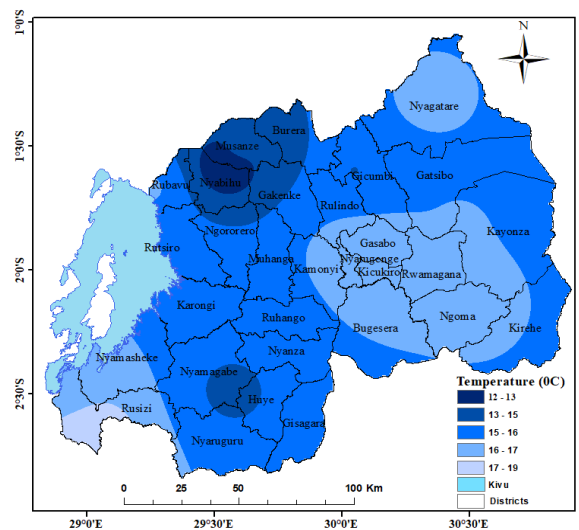 N
1°0'S
1°30'S
2°0'S
2°30'S
Nyagatare
Burera
Musanze
Gicumbi
Gatsibo
Rubavu
Nyabihu
Gakenke
Rulindo
Ngororero
Kayonza
Rutsiro
Gasabo
Muhanga
Kamonyi
Nyarugenge
Kicukiro
Rwamagana
Karongi
Ruhango
Bugesera
Ngoma
Kirehe
Nyamasheke
Nyanza
Nyamagabe
Huye
Rusizi
Gisagara
Nyaruguru
Temperature (0C)
12 - 13
13 - 15
15 - 16
16 - 17
17 - 19
Kivu
Districts
0 25 50 100 Km
29°0'E 29°30'E 30°0'E 30°30'E